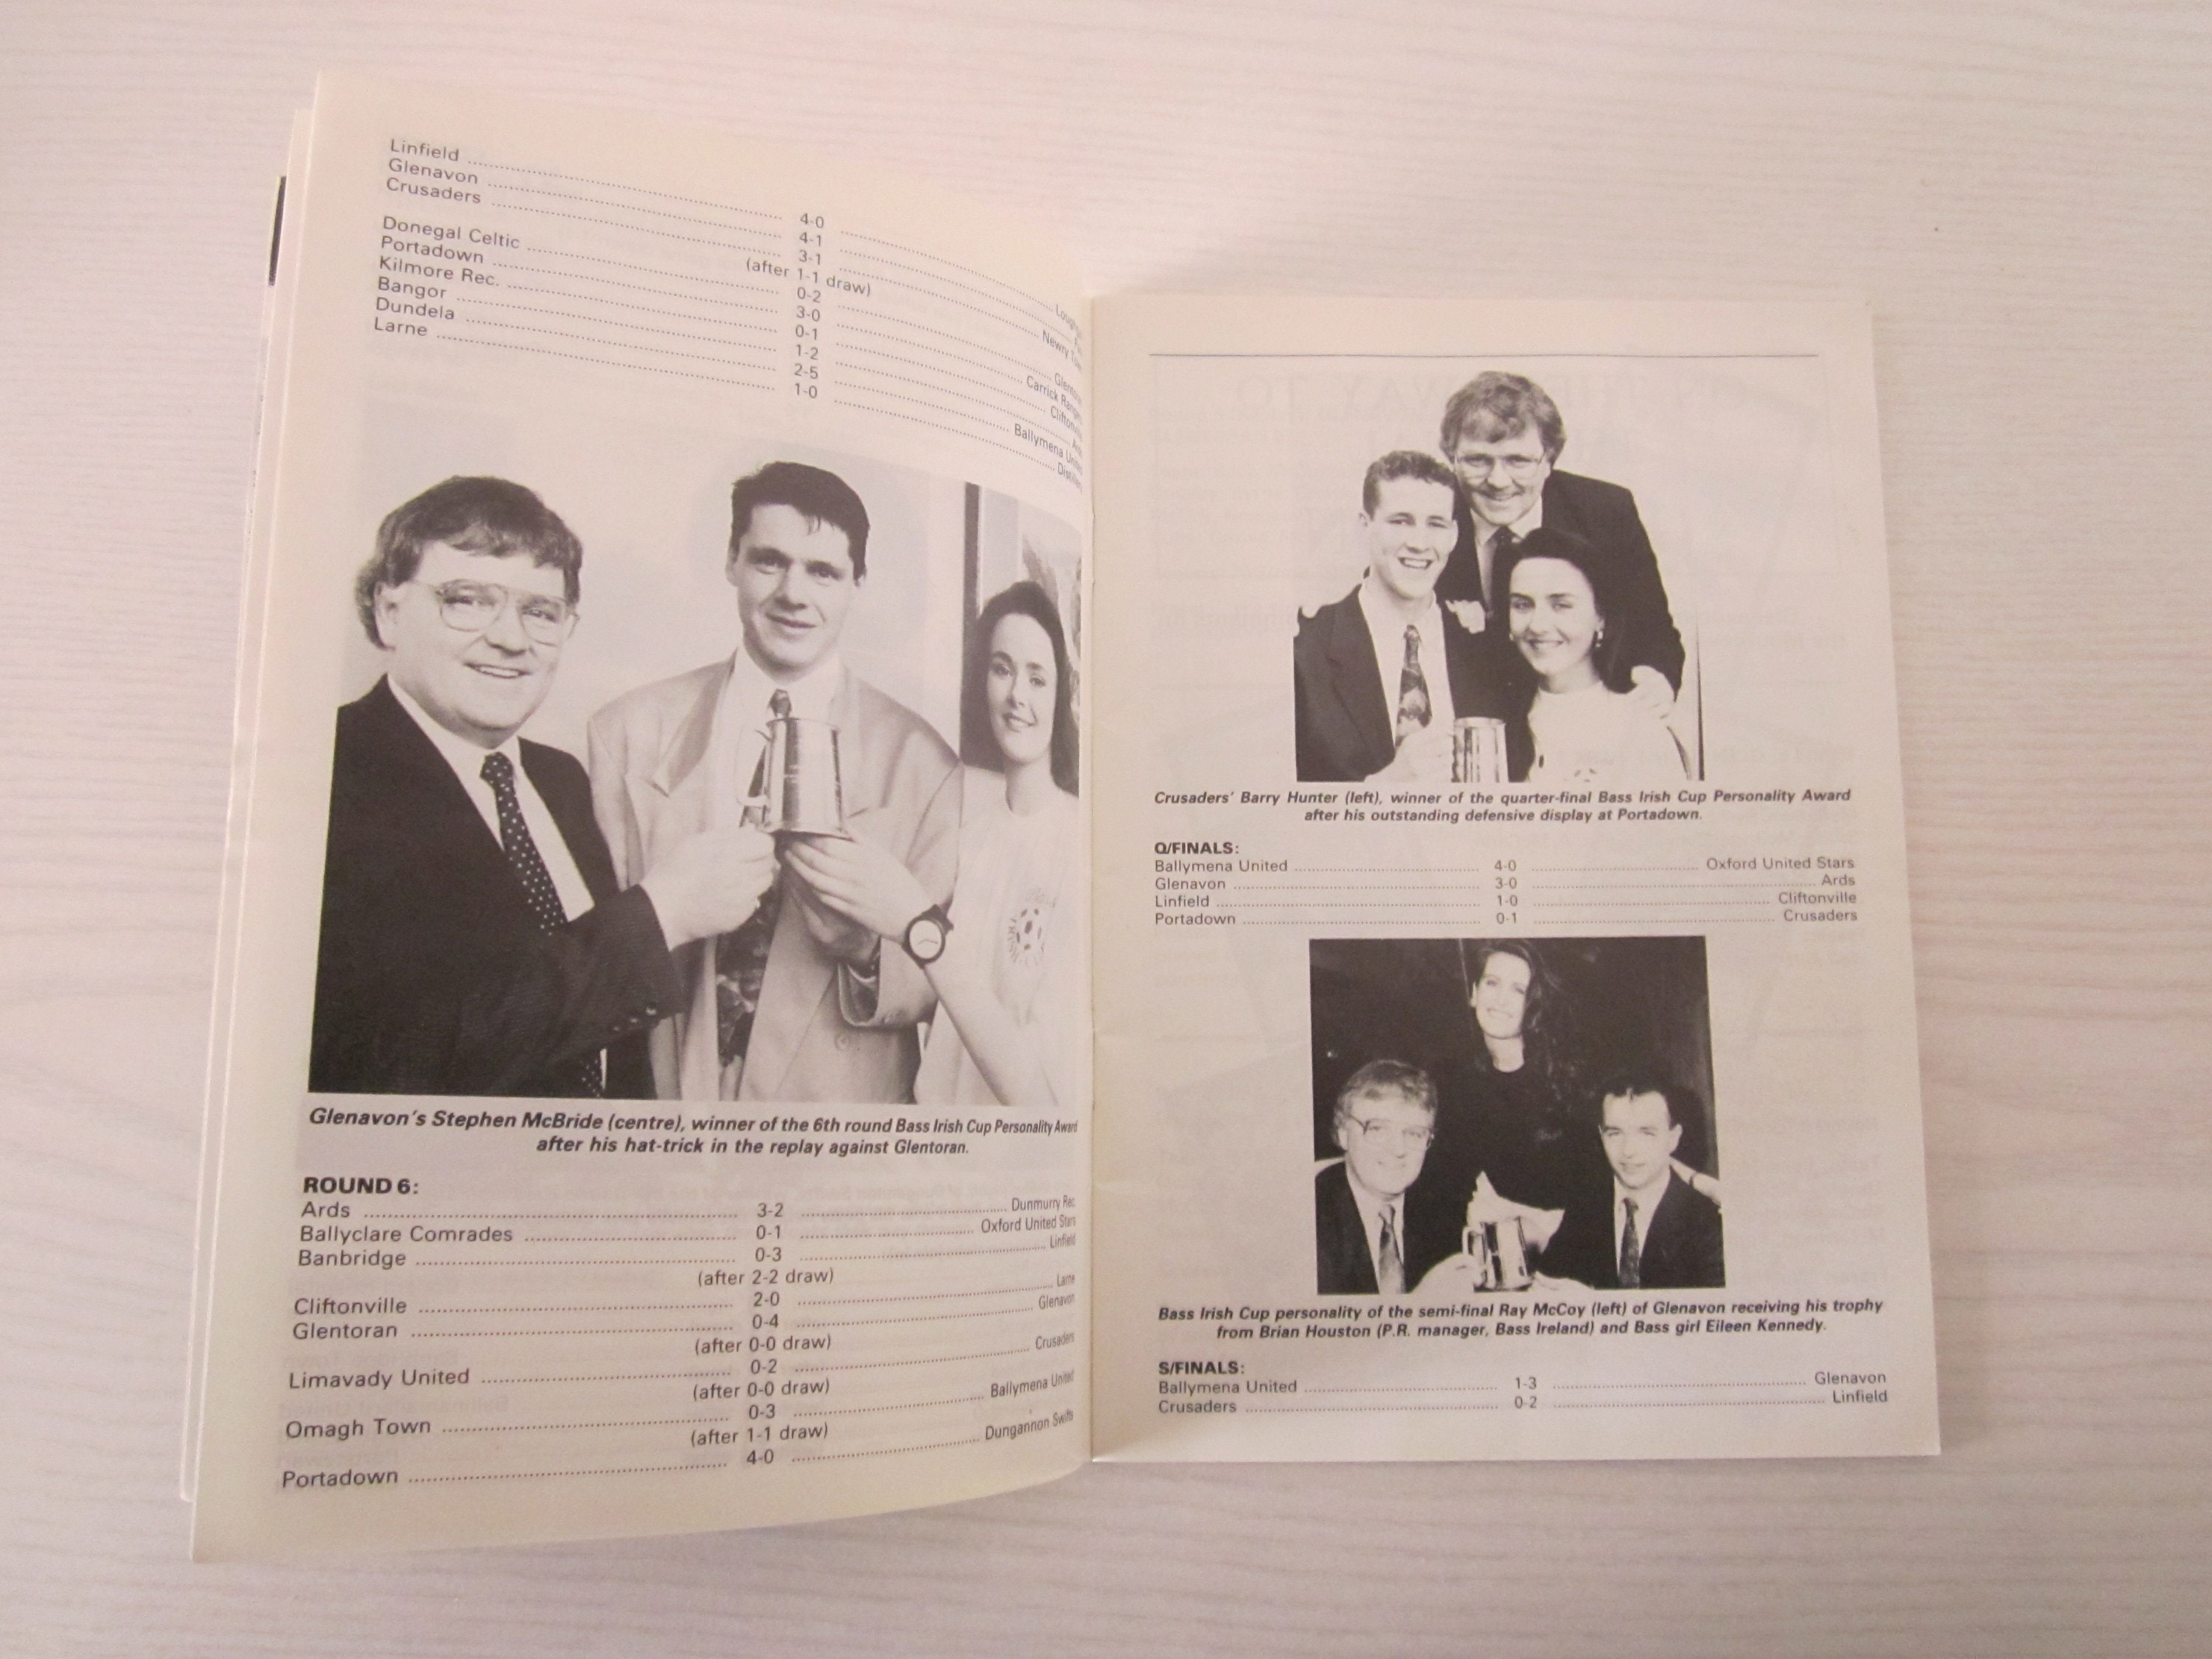 Linfield 4-0
Glenavon 4-1
Crusaders 3-1 Newry
(after 1-1 draw)
Donegal Celtic 0-2
Portadown 3-0 Carrick
Kilmore Rec. 0-1
Bangor 1-2 Ards
Dundela 2-5 Ballymena United
Larne 1-0 Distillery
Glenavon's Stephen McBride (centre), winner of the 6th round Bass Irish Cup Personality Award
after his hat-trick in the replay against Glentoran.
ROUND 6:
Ards 3-2 Dunmurry Rec.
Ballyclare Comrades 0-1 Oxford United Stars
Banbridge 0-3 Linfield
(after 2-2 draw)
Cliftonville 2-0 Larne
Glentoran 0-4 Glenavon
(after 0-0 draw)
Limavady United 0-2 Crusaders
(after 0-0 draw)
Omagh Town 0-3 Ballymena United
(after 1-1 draw)
Portadown 4-0 Dungannon Swifts
Crusaders' Barry Hunter (left), winner of the quarter-final Bass Irish Cup Personality Award
after his outstanding defensive display at Portadown.
Q/FINALS:
Ballymena United 4-0 Oxford United Stars
Glenavon 3-0 Ards
Linfield 1-0 Cliftonville
Portadown 0-1 Crusaders
Bass Irish Cup personality of the semi-final Ray McCoy (left) of Glenavon receiving his trophy
from Brian Houston (P.R. manager, Bass Ireland) and Bass girl Eileen Kennedy.
S/FINALS:
Ballymena United 1-3 Glenavon
Crusaders 0-2 Linfield